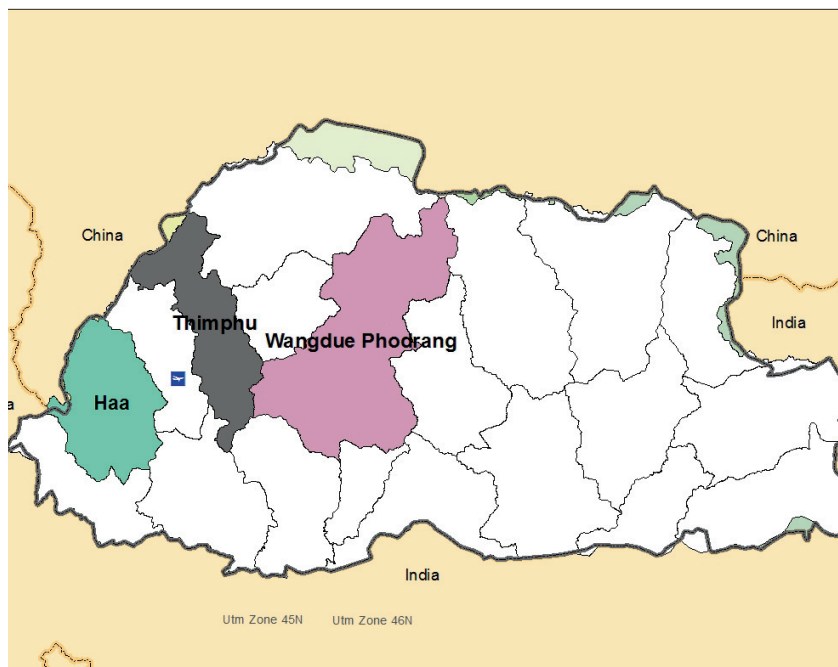 China
China
Thimphu
India
Wangdue Phodrang
Haa
a
India
Utm Zone 45N
Utm Zone 46N